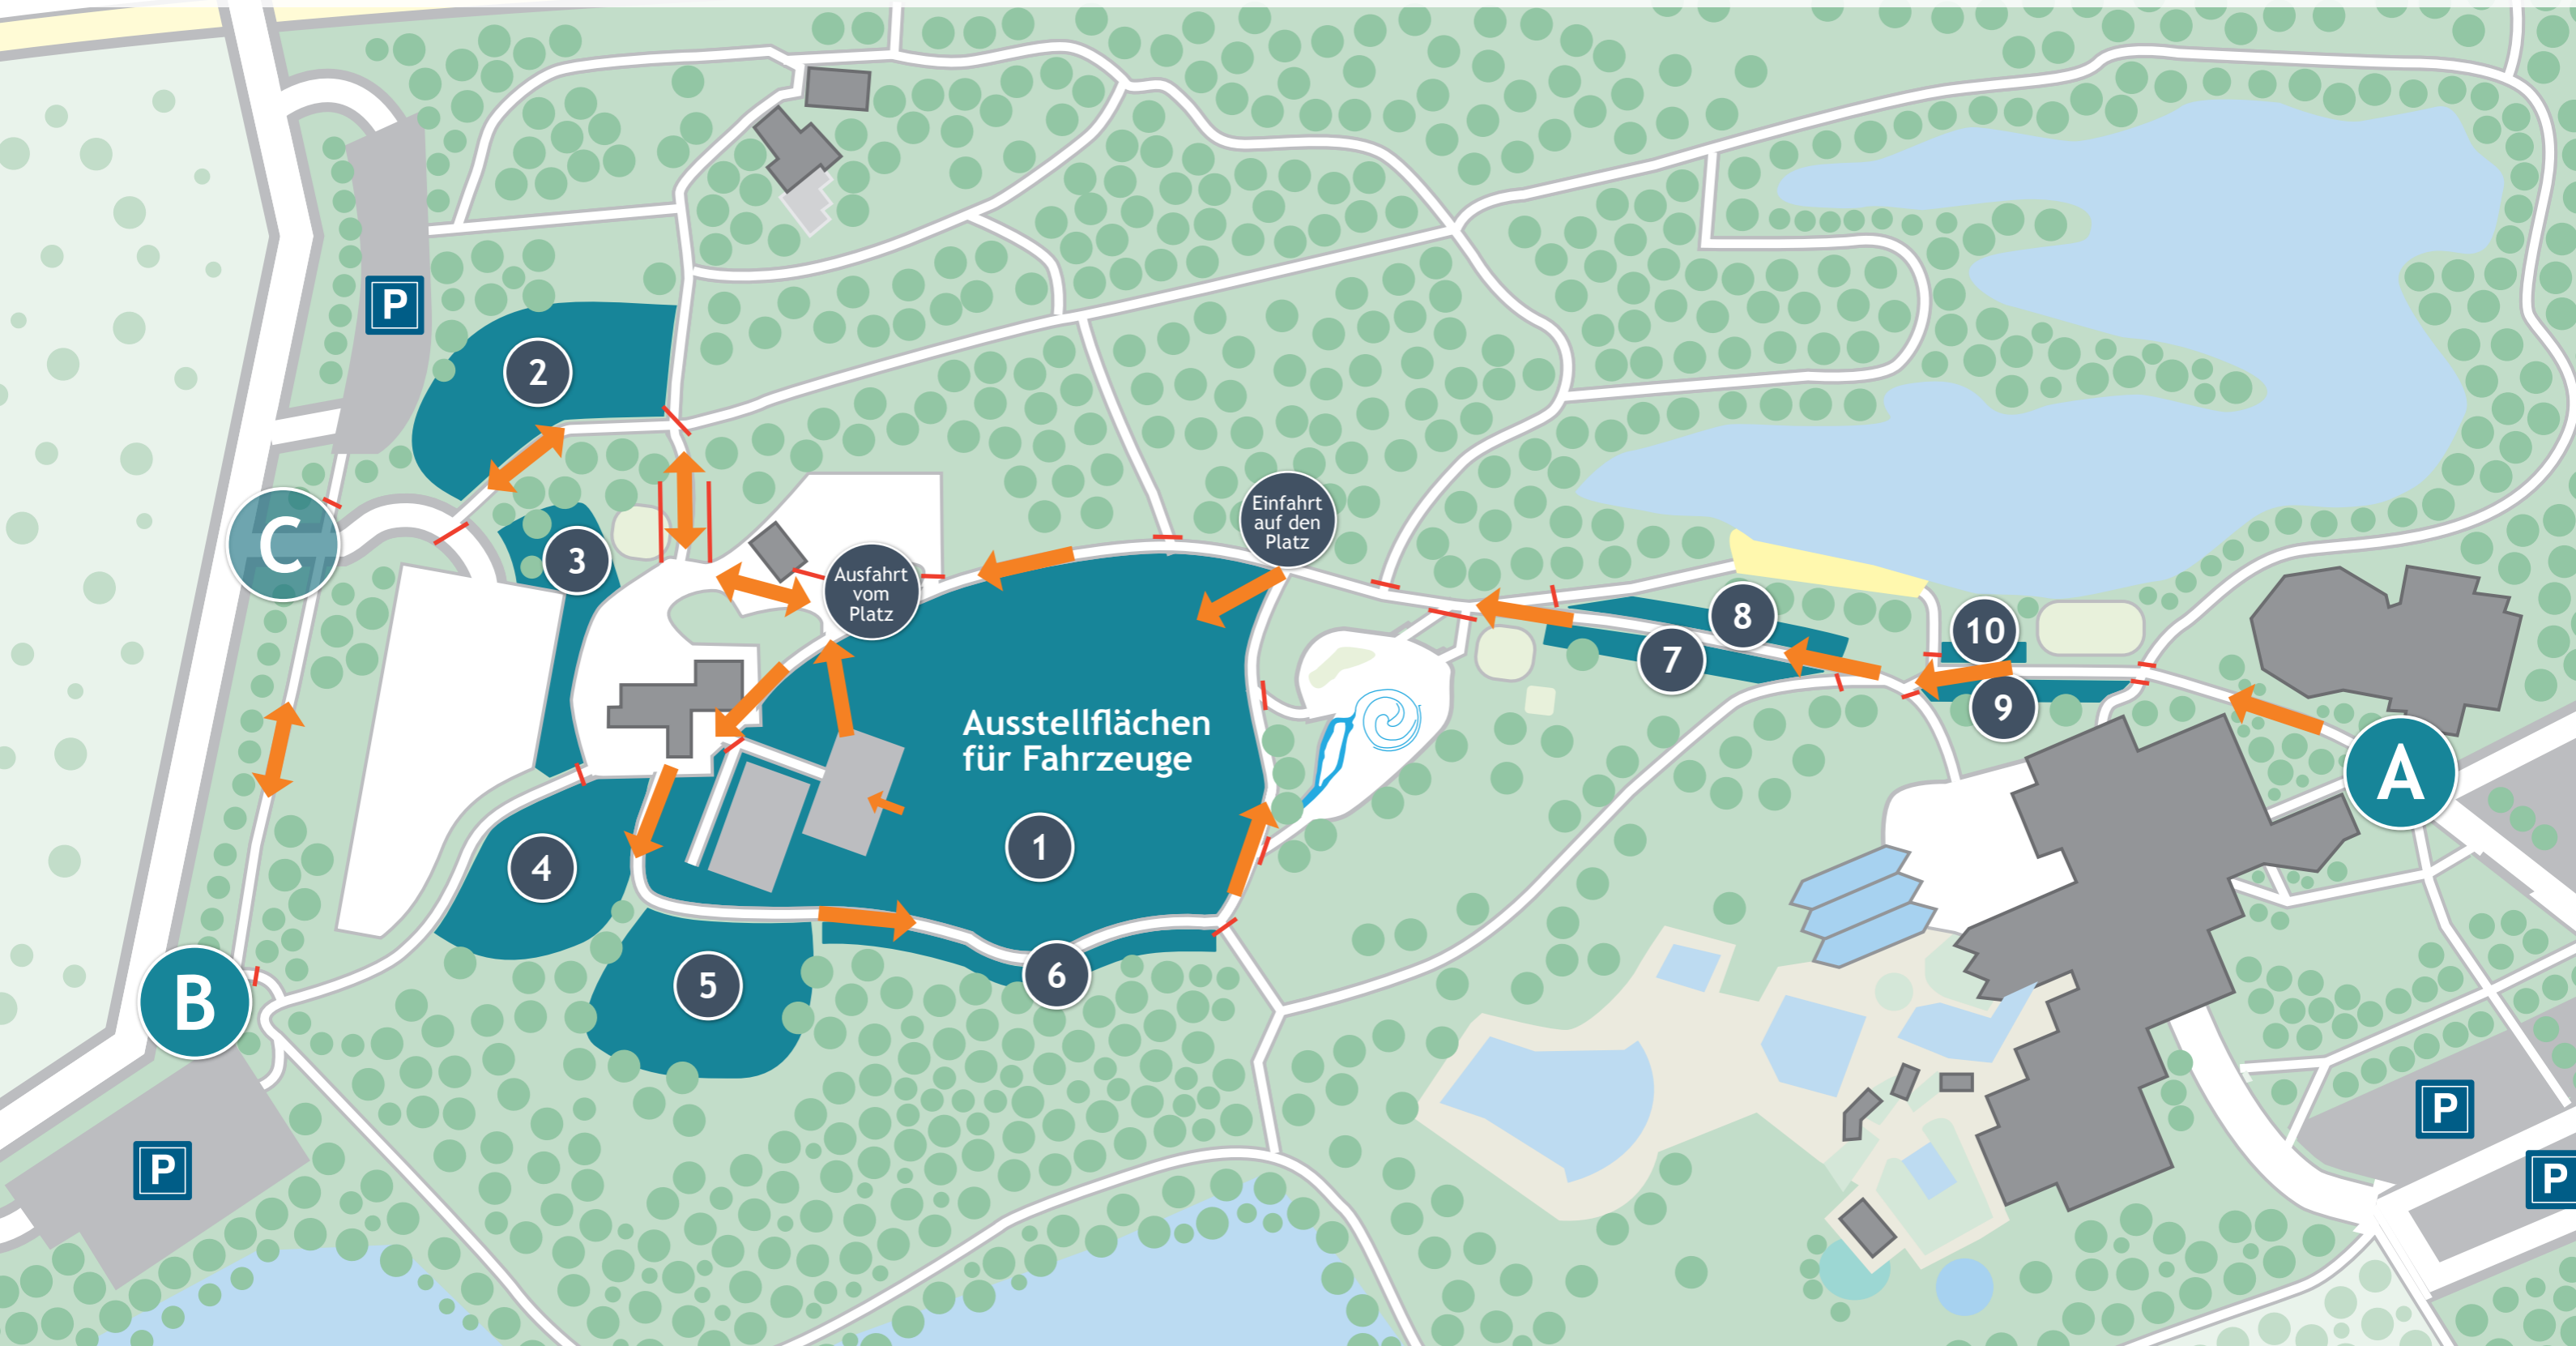 P
2
C
3
Einfahrt
auf den
Platz
Ausfahrt
vom
Platz
8
10
7
9
Ausstellflächen
für Fahrzeuge
A
1
4
5
6
B
P
P
P